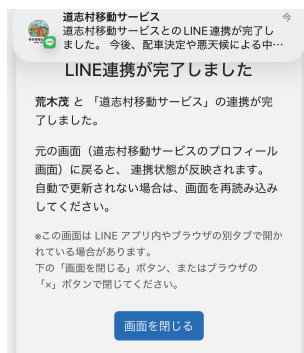 道志村移動サービス
今
道志村移動サービスとのLINE連携が完了し
ました。 今後、配車決定や悪天候による中…
LINE連携が完了しました
荒木茂 と 「道志村移動サービス」の連携が完
了しました。
元の画面（道志村移動サービスのプロフィール
画面）に戻ると、 連携状態が反映されます。
自動で更新されない場合は、画面を再読み込み
してください。
※この画面は LINE アプリ内やブラウザの別タブで開か
れている場合があります。
下の「画面を閉じる」ボタン、またはブラウザの
「×」ボタンで閉じてください。
画面を閉じる